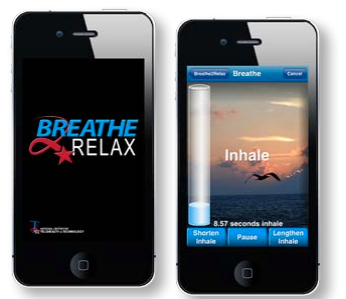 BREATHE
2 RELAX
NATIONAL CENTER FOR
TELEHEALTH & TECHNOLOGY
Breathe2Relax
Breathe
Cancel
Inhale
8.57 seconds inhale
Shorten Inhale
Pause
Lengthen Inhale